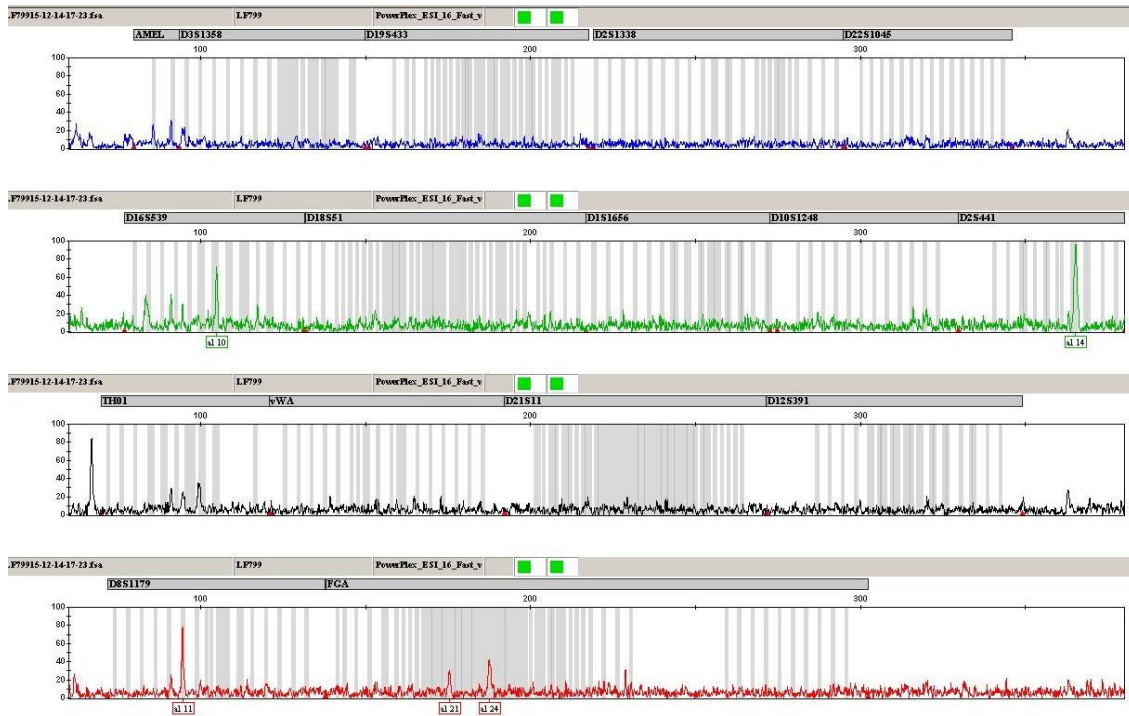 .F79915-12-14-17-23.fsa LF799 PowerPlex_ESI_16_Fast_v
AMEL D3S1358 D19S433 D2S1338 D22S1045
100 200 300
100
80
60
40
20
0
.F79915-12-14-17-23.fsa LF799 PowerPlex_ESI_16_Fast_v
D16S539 D18S51 D1S1656 D10S1248 D2S441
100 200 300
100
80
60
40
20
0
al 10 al 14
.F79915-12-14-17-23.fsa LF799 PowerPlex_ESI_16_Fast_v
TH01 vWA D21S11 D12S391
100 200 300
100
80
60
40
20
0
.F79915-12-14-17-23.fsa LF799 PowerPlex_ESI_16_Fast_v
D8S1179 FGA
100 200 300
100
80
60
40
20
0
al 11 al 21 al 24